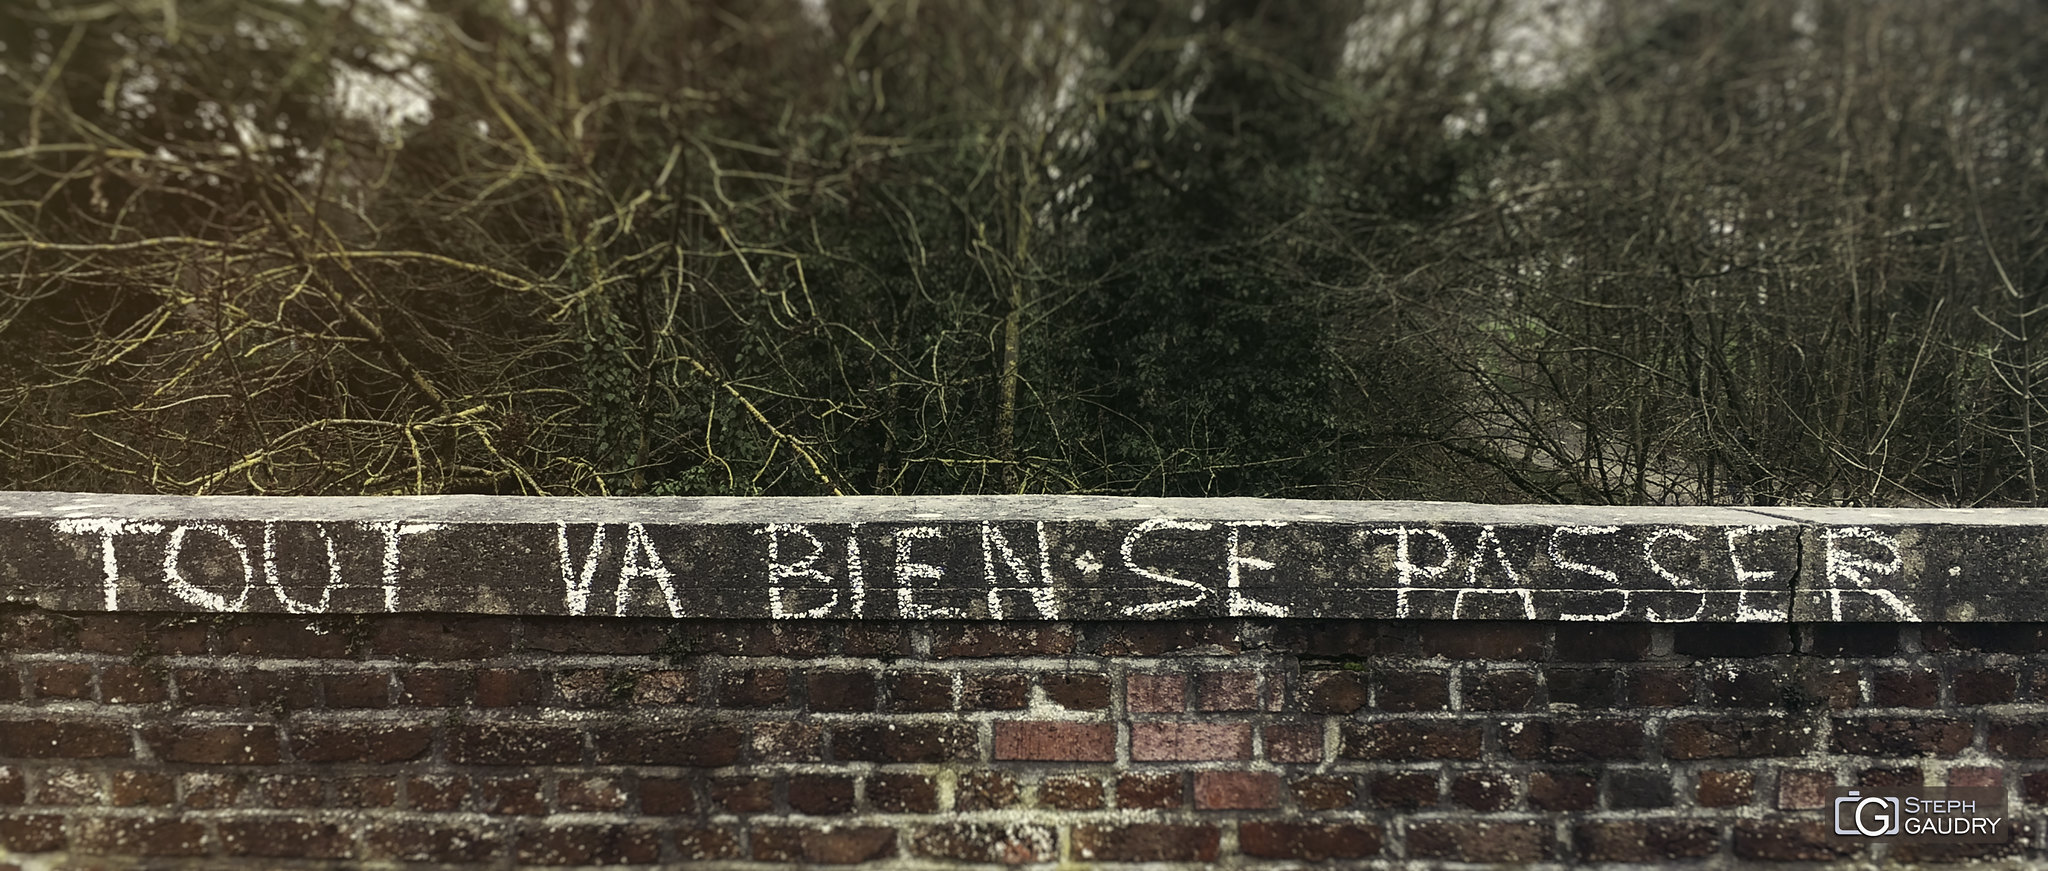 TOUT VA BIEN·SE PASSER
STEPH
GAUDRY